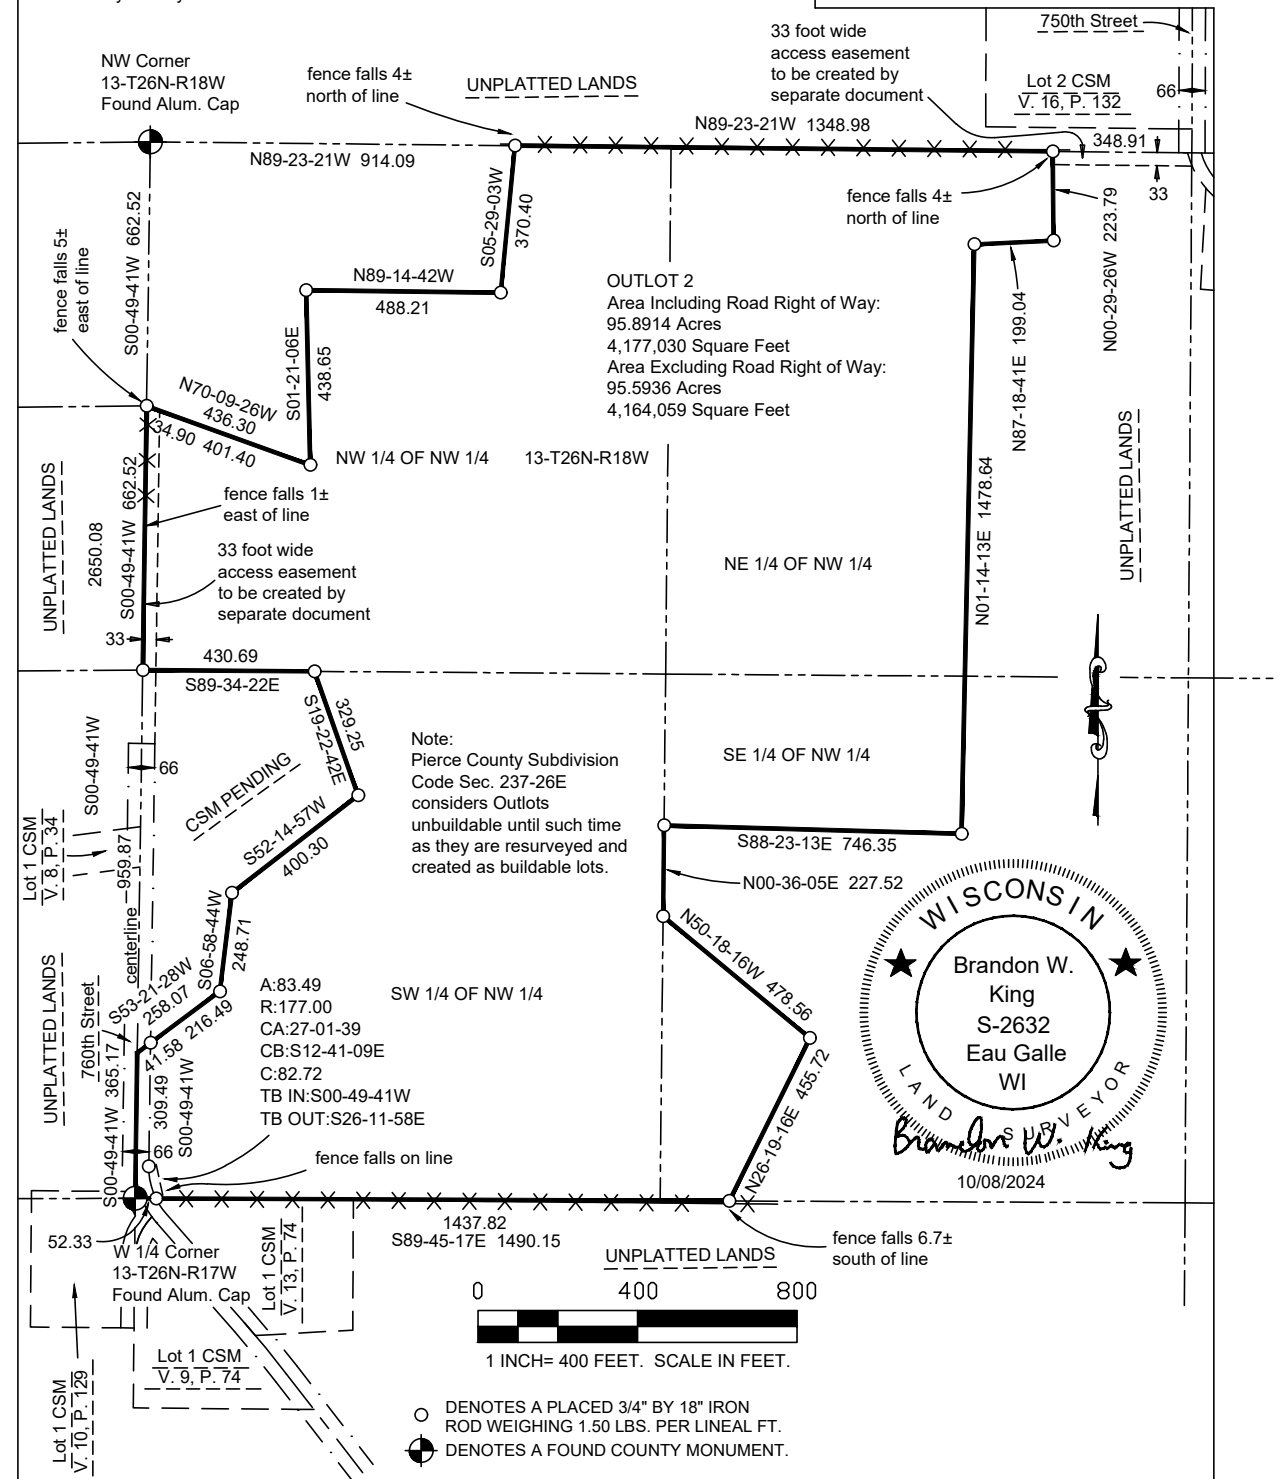 750th Street
33 foot wide
access easement
to be created by
separate document
NW Corner
13-T26N-R18W
Found Alum. Cap
fence falls 4±
north of line
UNPLATTED LANDS
Lot 2 CSM
V. 16, P. 132
66
N89-23-21W 1348.98
348.91
N89-23-21W 914.09
33
S00-49-41W 662.52
S05-29-03W
370.40
fence falls 4±
north of line
N00-29-26W 223.79
fence falls 5±
east of line
N89-14-42W
488.21
OUTLOT 2
Area Including Road Right of Way:
95.8914 Acres
4,177,030 Square Feet
Area Excluding Road Right of Way:
95.5936 Acres
4,164,059 Square Feet
N87-18-41E 199.04
S01-21-06E
438.65
N70-09-26W
436.30
34.90 401.40
NW 1/4 OF NW 1/4
13-T26N-R18W
UNPLATTED LANDS
UNPLATTED LANDS
2650.08
S00-49-41W 662.52
fence falls 1±
east of line
33 foot wide
access easement
to be created by
separate document
N01-14-13E 1478.64
NE 1/4 OF NW 1/4
33
430.69
S89-34-22E
S19-22-42E
329.25
S00-49-41W
66
CSM PENDING
Note:
Pierce County Subdivision
Code Sec. 237-26E
considers Outlots
unbuildable until such time
as they are resurveyed and
created as buildable lots.
SE 1/4 OF NW 1/4
Lot 1 CSM
V. 8, P. 34
959.87
centerline
S52-14-57W
400.30
S88-23-13E 746.35
N00-36-05E 227.52
S06-58-44W
248.71
N50-18-16W 478.56
WISCONSIN
Brandon W.
King
S-2632
Eau Galle
WI
LAND SURVEYOR
Brandon W. King
10/08/2024
UNPLATTED LANDS
760th Street
S53-21-28W
258.07
41.58 216.49
A:83.49
R:177.00
CA:27-01-39
CB:S12-41-09E
C:82.72
TB IN:S00-49-41W
TB OUT:S26-11-58E
SW 1/4 OF NW 1/4
S00-49-41W 365.17
309.49
S00-49-41W
66
fence falls on line
N26-19-16E 455.72
52.33
W 1/4 Corner
13-T26N-R17W
Found Alum. Cap
1437.82
S89-45-17E 1490.15
UNPLATTED LANDS
fence falls 6.7±
south of line
Lot 1 CSM
V. 13, P. 74
0 400 800
1 INCH= 400 FEET. SCALE IN FEET.
Lot 1 CSM
V. 9, P. 74
Lot 1 CSM
V. 10, P. 129
DENOTES A PLACED 3/4" BY 18" IRON
ROD WEIGHING 1.50 LBS. PER LINEAL FT.
DENOTES A FOUND COUNTY MONUMENT.